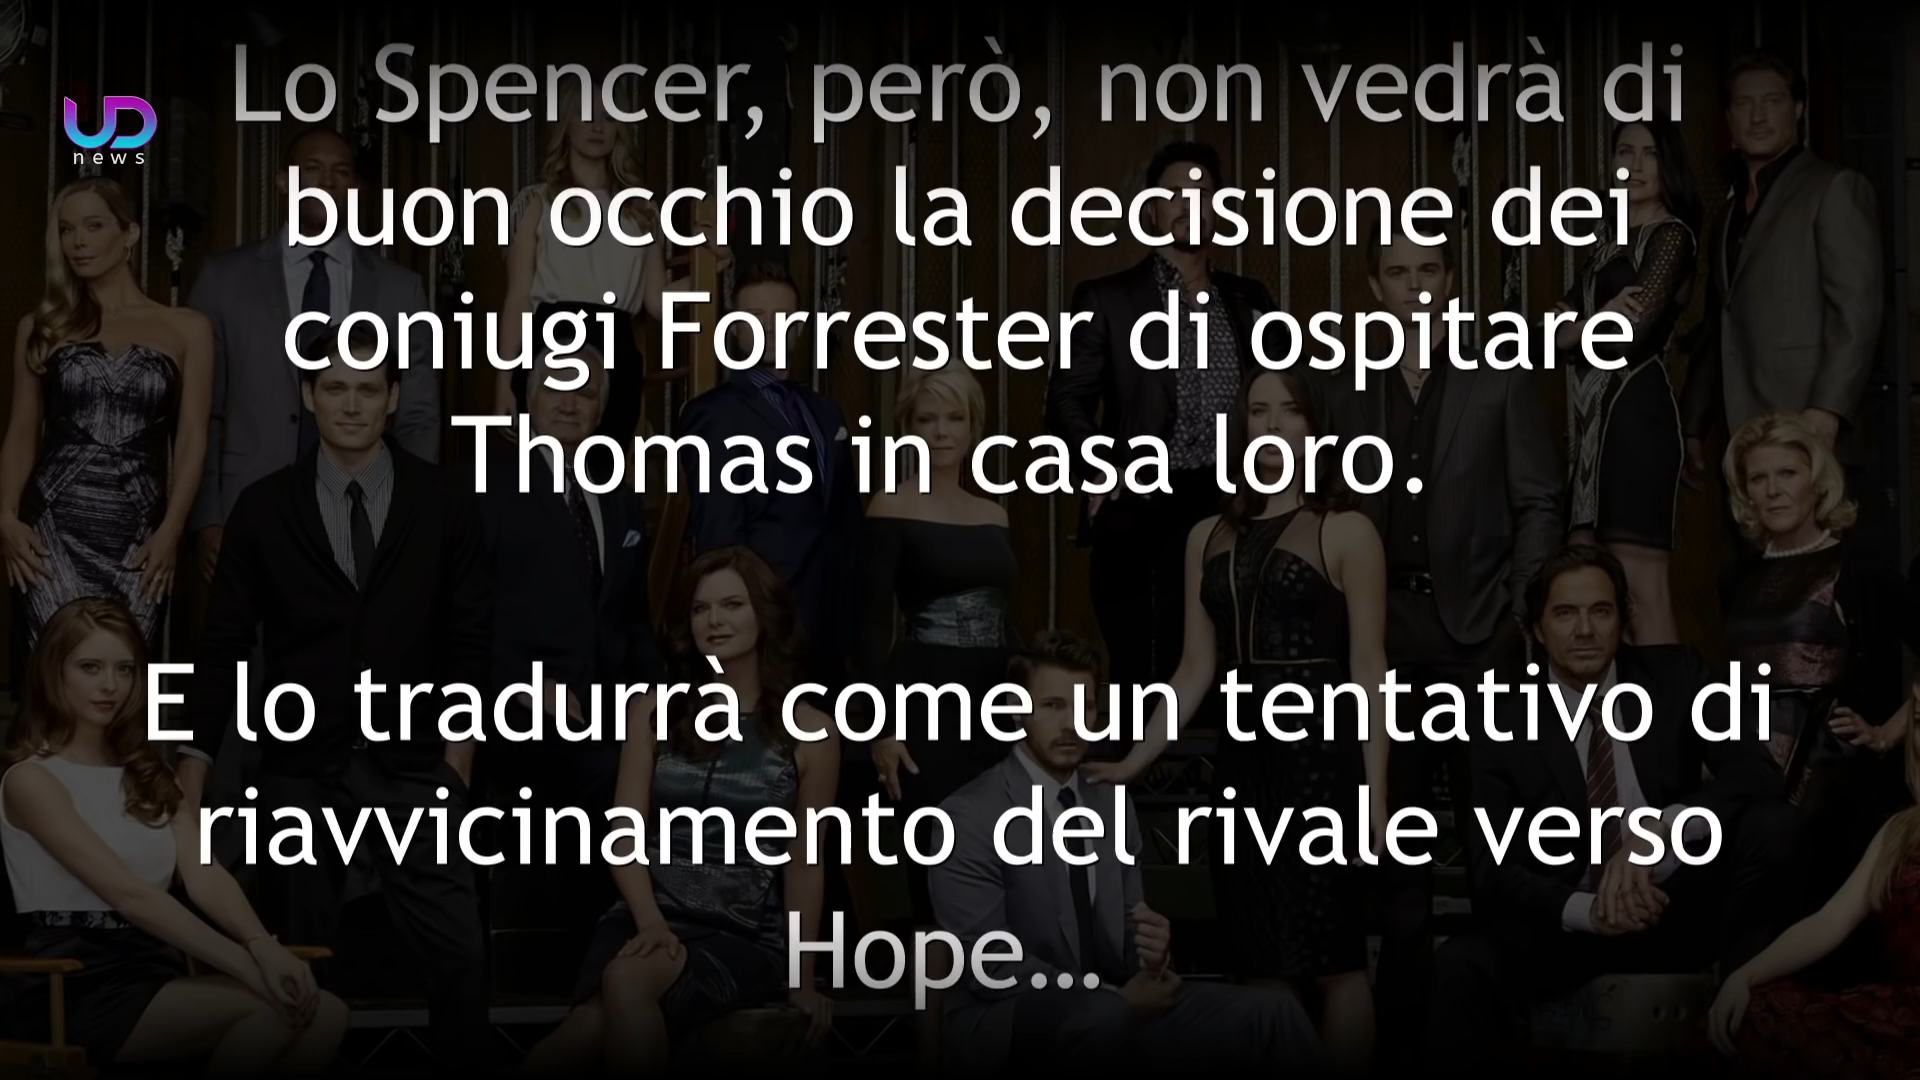 UD
news
Lo Spencer, però, non vedrà di
buon occhio la decisione dei
coniugi Forrester di ospitare
Thomas in casa loro.
E lo tradurrà come un tentativo di
riavvicinamento del rivale verso
Hope...